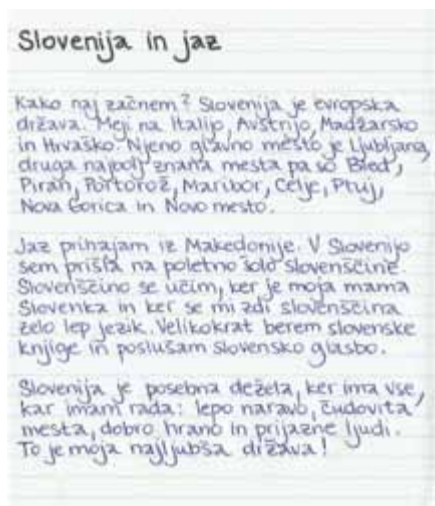 Slovenija in jaz
Kako naj začnem? Slovenija je evropska
država. Meji na Italijo, Avstrijo, Madžarsko
in Hrvaško. Njeno glavno mesto je Ljubljana,
druga najbolj znana mesta pa so Bled,
Piran, Portorož, Maribor, Celje, Ptuj,
Nova Gorica in Novo mesto.
Jaz prihajam iz Makedonije. V Slovenijo
sem prišla na poletno šolo slovenščine.
Slovenščino se učim, ker je moja mama
Slovenka in ker se mi zdi slovenščina
zelo lep jezik. Velikokrat berem slovenske
knjige in poslušam slovensko glasbo.
Slovenija je posebna dežela, ker ima vse,
kar imam rada: lepo naravo, čudovita
mesta, dobro hrano in prijazne ljudi.
To je moja najljubša država!